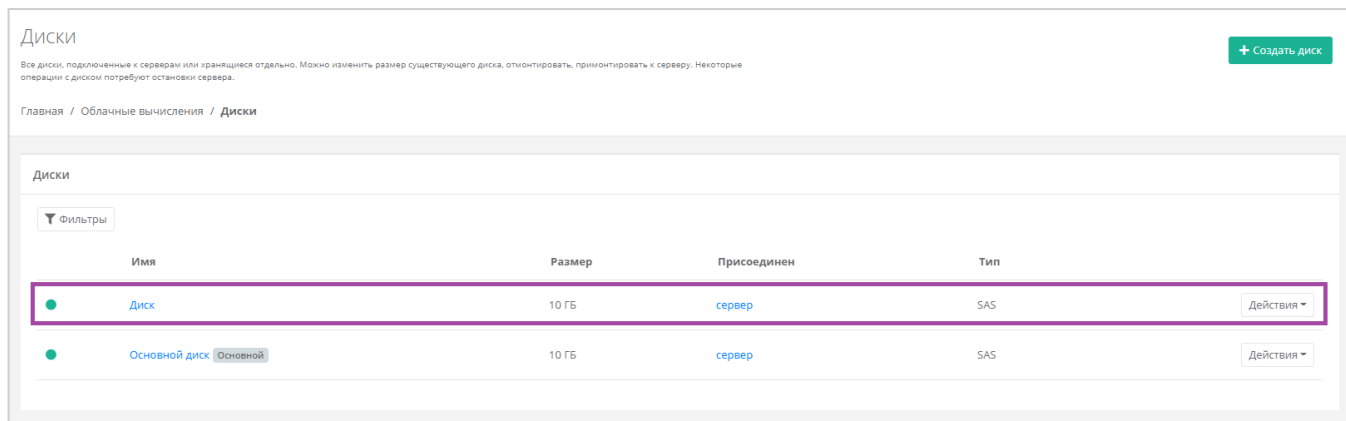 Диски
+ Создать диск
Все диски, подключенные к серверам или хранящиеся отдельно. Можно изменить размер существующего диска, отмонтировать, примонтировать к серверу. Некоторые
операции с диском потребуют остановки сервера.
Главная / Облачные вычисления / Диски
Диски
Фильтры
Имя Размер Присоединен Тип
Диск 10 ГБ сервер SAS Действия
Основной диск Основной 10 ГБ сервер SAS Действия